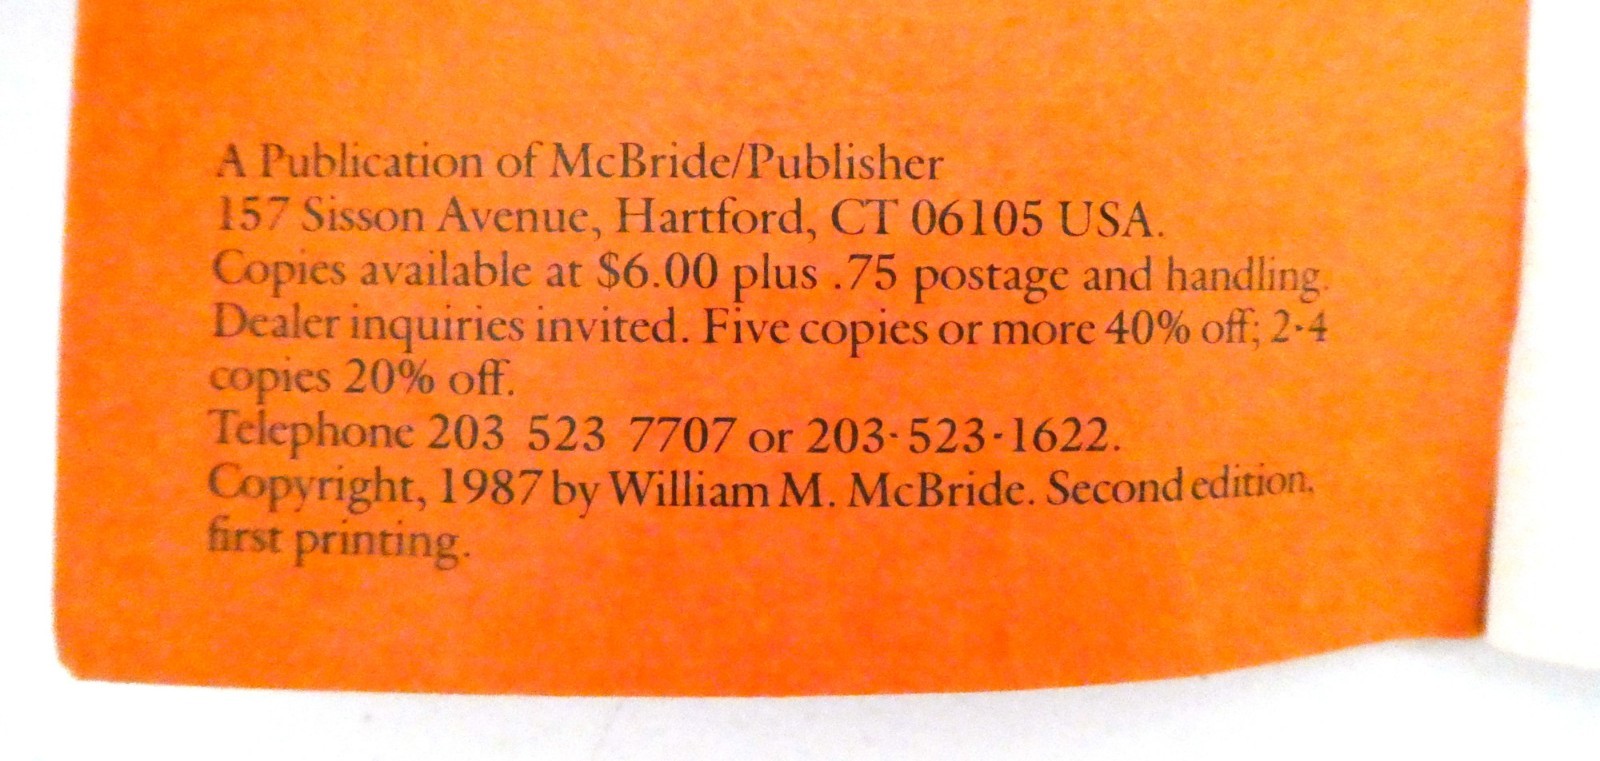 A Publication of McBride/Publisher
157 Sisson Avenue, Hartford, CT 06105 USA.
Copies available at $6.00 plus .75 postage and handling.
Dealer inquiries invited. Five copies or more 40% off; 2-4
copies 20% off.
Telephone 203 523 7707 or 203-523-1622.
Copyright, 1987 by William M. McBride. Second edition,
first printing.